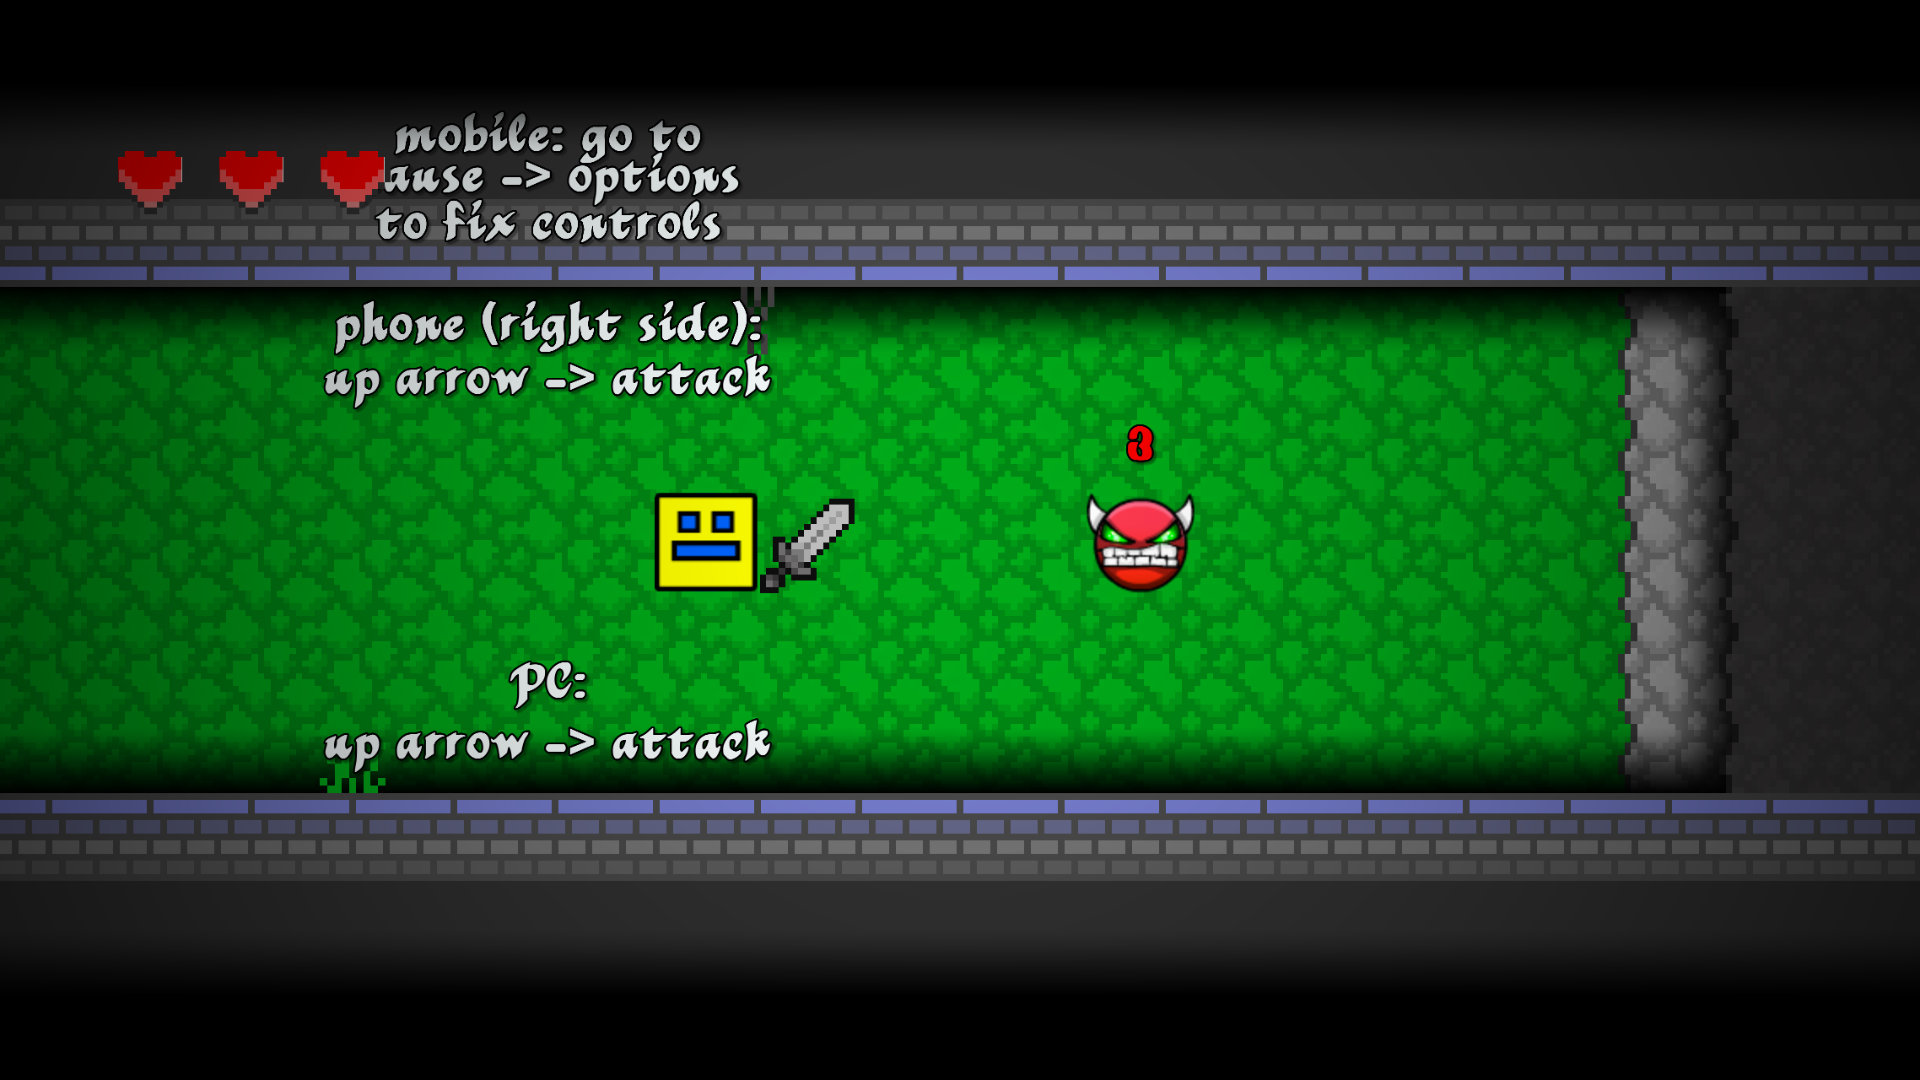 mobile: go to
ause -> options
to fix controls
phone (right side):
up arrow -> attack
3
PC:
up arrow -> attack